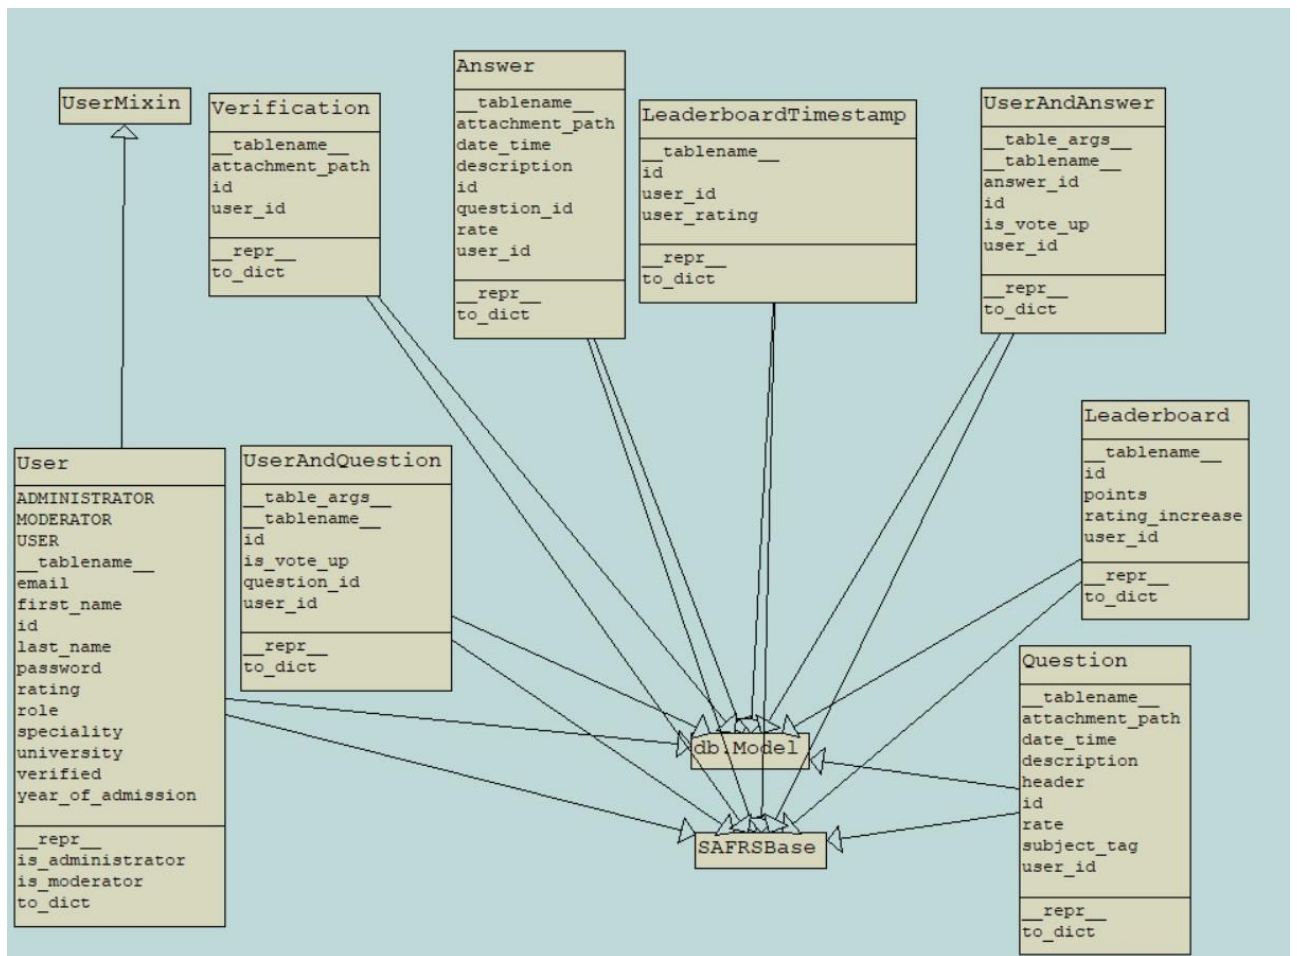 UserMixin
Verification
__tablename__
attachment_path
id
user_id
__repr__
to_dict
Answer
__tablename__
attachment_path
date_time
description
id
question_id
rate
user_id
__repr__
to_dict
LeaderboardTimestamp
__tablename__
id
user_id
user_rating
__repr__
to_dict
UserAndAnswer
__table_args__
__tablename__
answer_id
id
is_vote_up
user_id
__repr__
to_dict
User
ADMINISTRATOR
MODERATOR
USER
__tablename__
email
first_name
id
last_name
password
rating
role
speciality
university
verified
year_of_admission
__repr__
is_administrator
is_moderator
to_dict
UserAndQuestion
__table_args__
__tablename__
id
is_vote_up
question_id
user_id
__repr__
to_dict
Leaderboard
__tablename__
id
points
rating_increase
user_id
__repr__
to_dict
db.Model
SAFRSBase
Question
__tablename__
attachment_path
date_time
description
header
id
rate
subject_tag
user_id
__repr__
to_dict